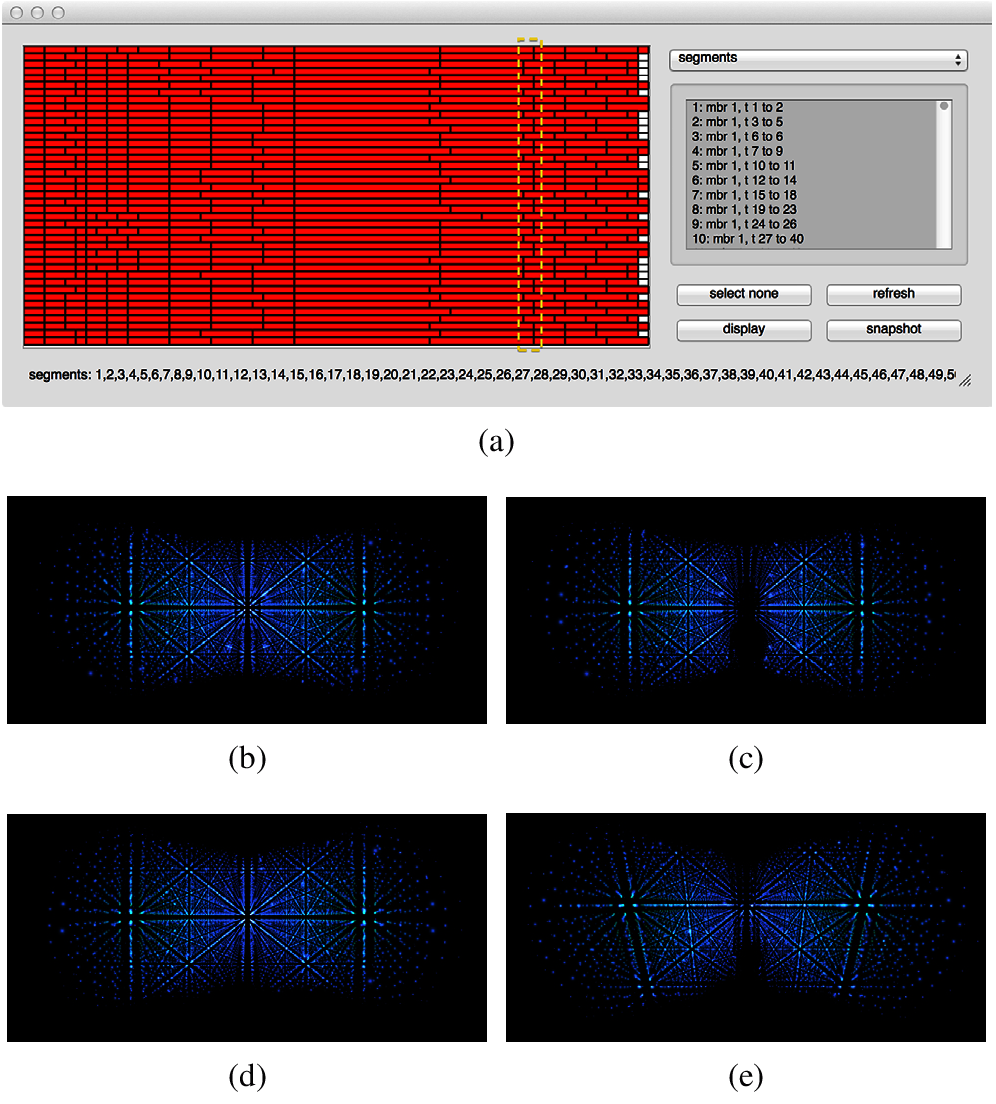 segments
1: mbr 1, t 1 to 2
2: mbr 1, t 3 to 5
3: mbr 1, t 6 to 6
4: mbr 1, t 7 to 9
5: mbr 1, t 10 to 11
6: mbr 1, t 12 to 14
7: mbr 1, t 15 to 18
8: mbr 1, t 19 to 23
9: mbr 1, t 24 to 26
10: mbr 1, t 27 to 40
select none refresh
display snapshot
segments: 1,2,3,4,5,6,7,8,9,10,11,12,13,14,15,16,17,18,19,20,21,22,23,24,25,26,27,28,29,30,31,32,33,34,35,36,37,38,39,40,41,42,43,44,45,46,47,48,49,5
(a)
(b) (c)
(d) (e)